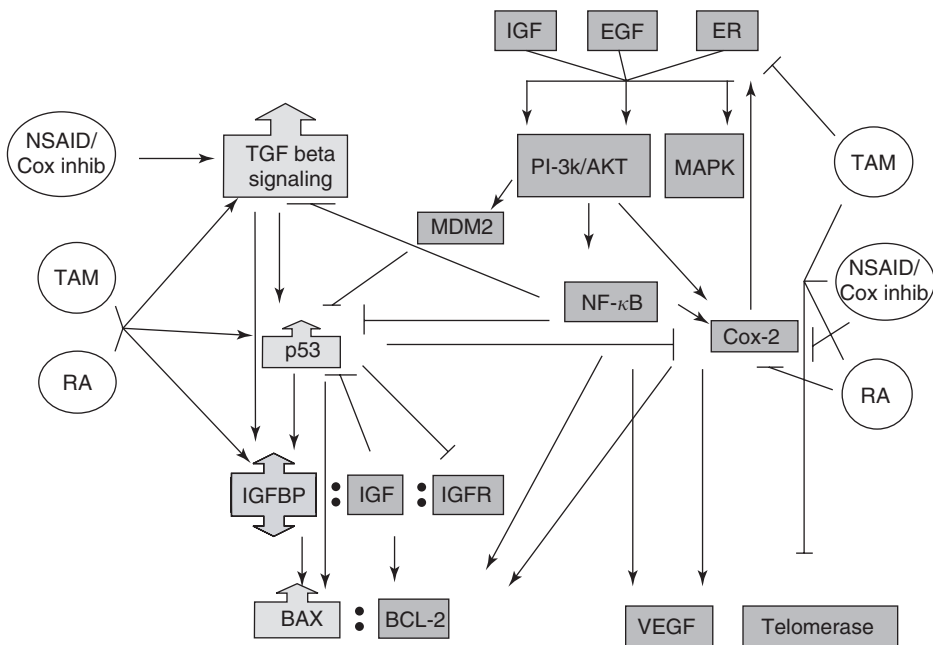 IGF
EGF
ER
NSAID/
Cox inhib
TGF beta
signaling
PI-3k/AKT
MAPK
TAM
MDM2
TAM
NSAID/
Cox inhib
NF-κB
Cox-2
p53
RA
RA
IGFBP
IGF
IGFR
BAX
BCL-2
VEGF
Telomerase